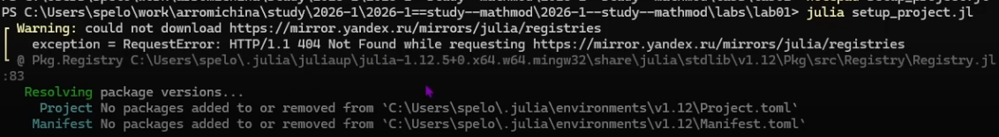 PS C:\Users\spelo\work\arromichina\study\2026-1\2026-1==study--mathmod\2026-1--study--mathmod\labs\lab01> julia setup_project.jl
Warning: could not download https://mirror.yandex.ru/mirrors/julia/registries
exception = RequestError: HTTP/1.1 404 Not Found while requesting https://mirror.yandex.ru/mirrors/julia/registries
@ Pkg.Registry C:\Users\spelo\.julia\juliaup\julia-1.12.5+0.x64.w64.mingw32\share\julia\stdlib\v1.12\Pkg\src\Registry\Registry.jl
:83
Resolving package versions...
Project No packages added to or removed from `C:\Users\spelo\.julia\environments\v1.12\Project.toml`
Manifest No packages added to or removed from `C:\Users\spelo\.julia\environments\v1.12\Manifest.toml`